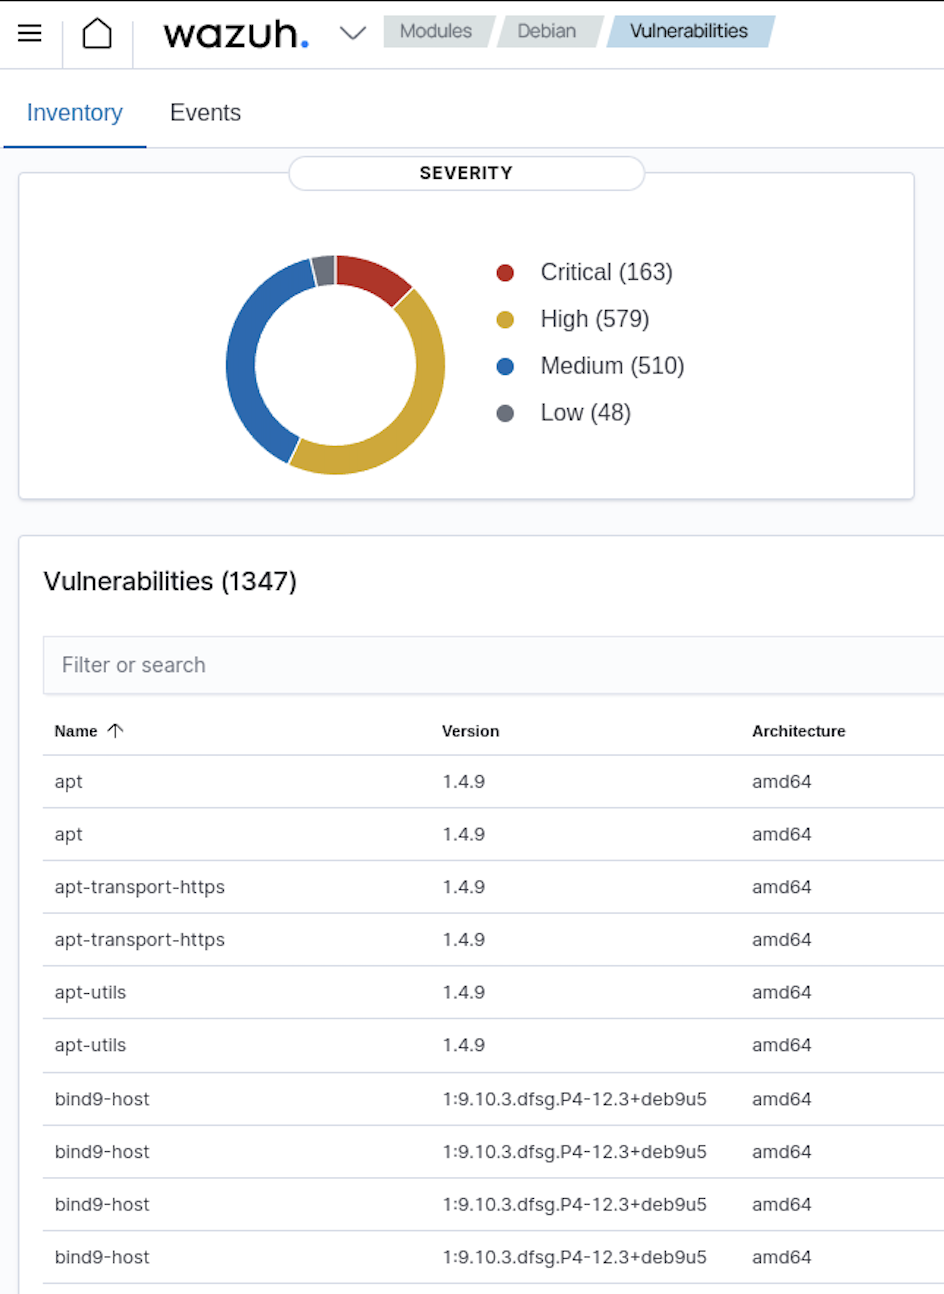 wazuh. Modules Debian Vulnerabilities
Inventory Events
SEVERITY
Critical (163)
High (579)
Medium (510)
Low (48)
Vulnerabilities (1347)
Filter or search
Name Version Architecture
apt 1.4.9 amd64
apt 1.4.9 amd64
apt-transport-https 1.4.9 amd64
apt-transport-https 1.4.9 amd64
apt-utils 1.4.9 amd64
apt-utils 1.4.9 amd64
bind9-host 1:9.10.3.dfsg.P4-12.3+deb9u5 amd64
bind9-host 1:9.10.3.dfsg.P4-12.3+deb9u5 amd64
bind9-host 1:9.10.3.dfsg.P4-12.3+deb9u5 amd64
bind9-host 1:9.10.3.dfsg.P4-12.3+deb9u5 amd64